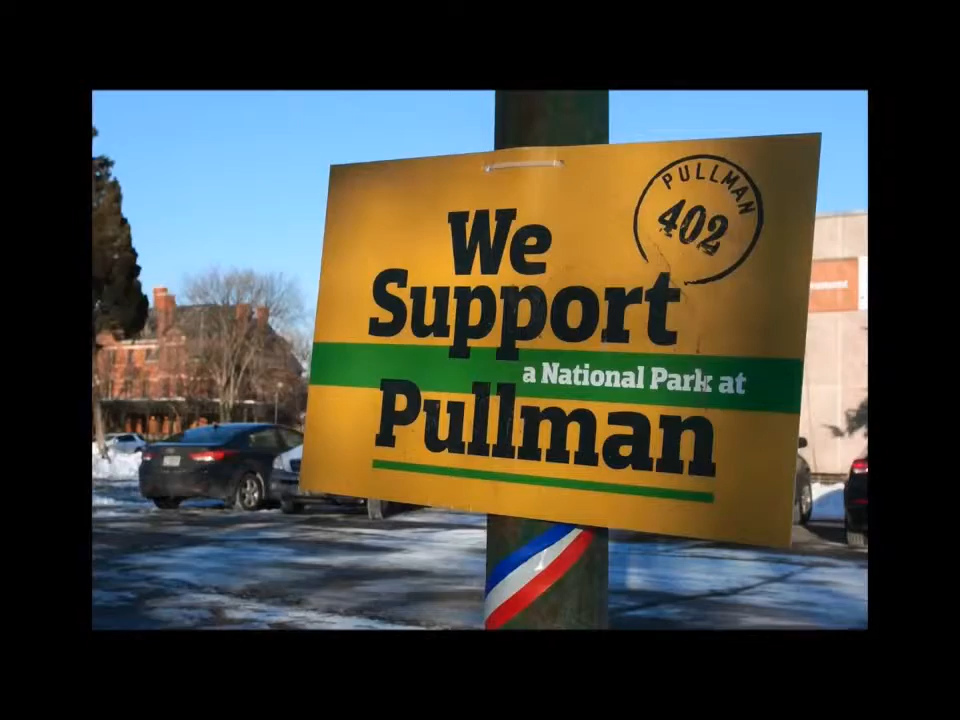 PULLMAN
402
We
Support
a National Park at
Pullman